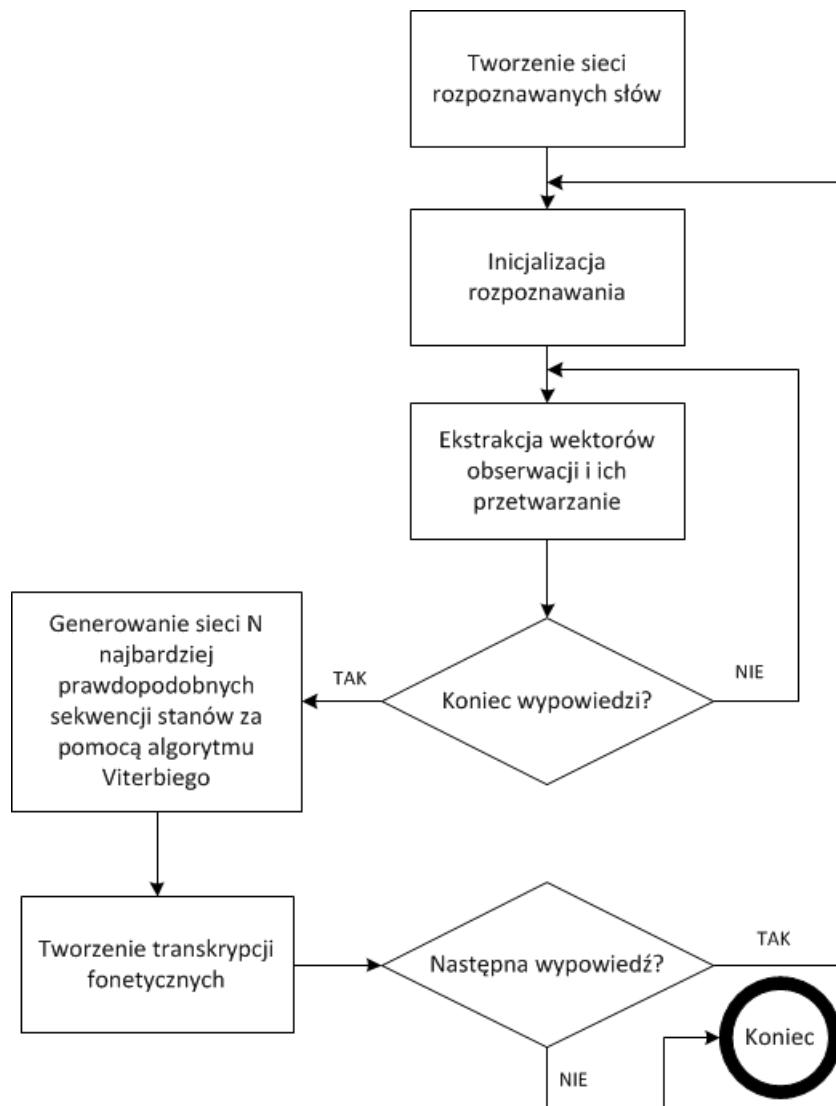 Tworzenie sieci
rozpoznawanych słów
Inicjalizacja
rozpoznawania
Ekstrakcja wektorów
obserwacji i ich
przetwarzanie
Koniec wypowiedzi?
NIE
TAK
Generowanie sieci N
najbardziej
prawdopodobnych
sekwencji stanów za
pomocą algorytmu
Viterbiego
Tworzenie transkrypcji
fonetycznych
Następna wypowiedź?
TAK
NIE
Koniec